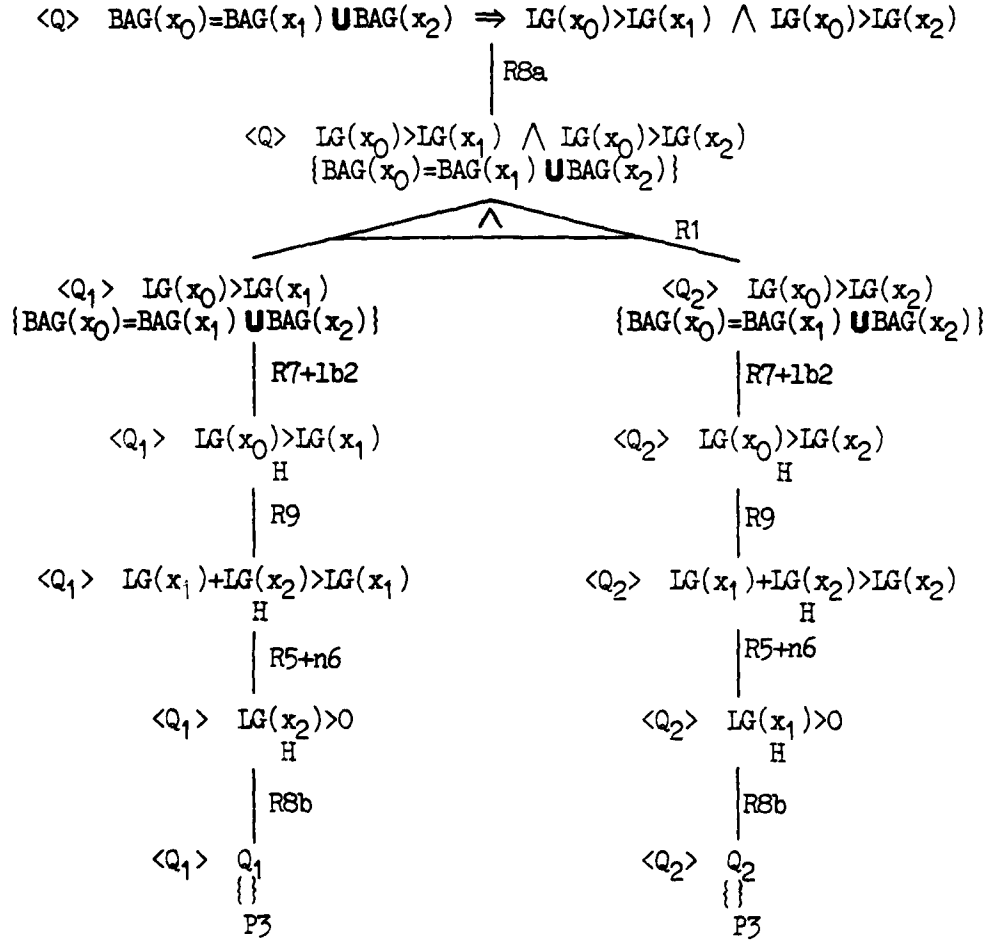 <Q> BAG(x₀)=BAG(x₁) ∪ BAG(x₂) ⇒ LG(x₀)>LG(x₁) ∧ LG(x₀)>LG(x₂)
R8a
<Q> LG(x₀)>LG(x₁) ∧ LG(x₀)>LG(x₂)
{BAG(x₀)=BAG(x₁) ∪ BAG(x₂)}
∧
R1
<Q₁> LG(x₀)>LG(x₁) <Q₂> LG(x₀)>LG(x₂)
{BAG(x₀)=BAG(x₁) ∪ BAG(x₂)} {BAG(x₀)=BAG(x₁) ∪ BAG(x₂)}
R7+lb2 R7+lb2
<Q₁> LG(x₀)>LG(x₁) <Q₂> LG(x₀)>LG(x₂)
H H
R9 R9
<Q₁> LG(x₁)+LG(x₂)>LG(x₁) <Q₂> LG(x₁)+LG(x₂)>LG(x₂)
H H
R5+n6 R5+n6
<Q₁> LG(x₂)>0 <Q₂> LG(x₁)>0
H H
R8b R8b
<Q₁> Q₁ <Q₂> Q₂
{} {}
P3 P3